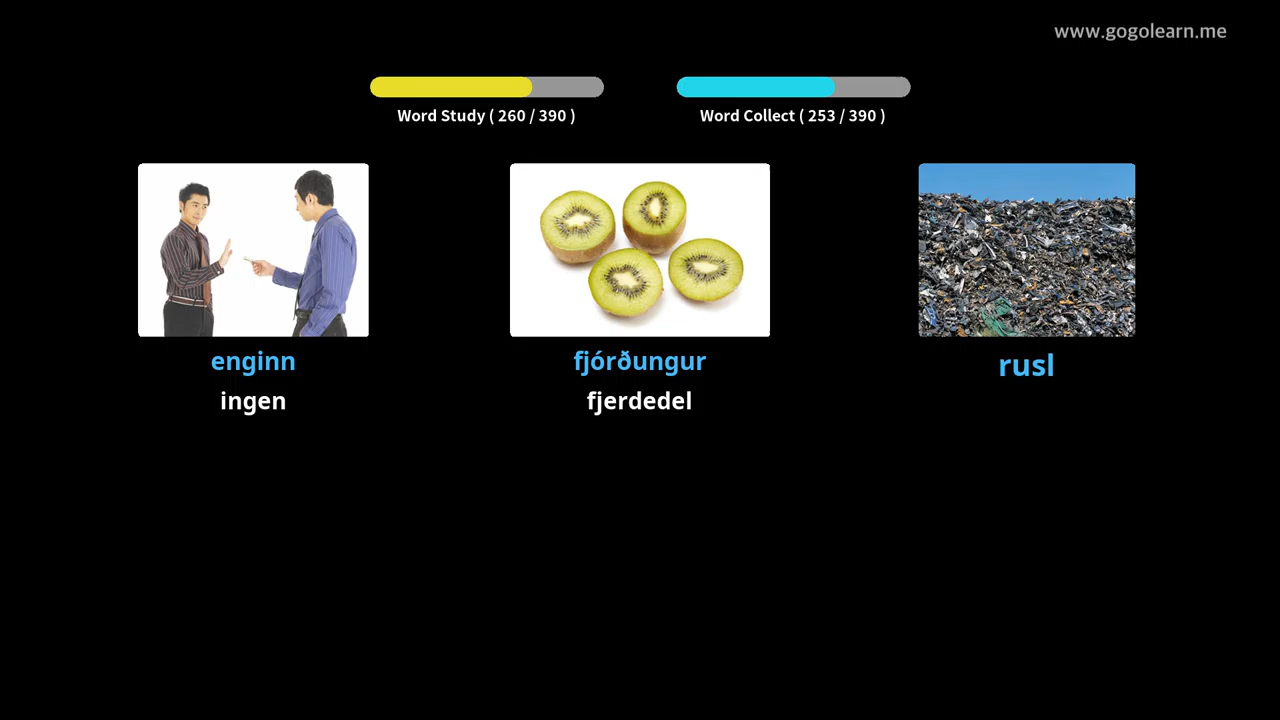 www.gogolearn.me
Word Study ( 260 / 390 )
Word Collect ( 253 / 390 )
enginn
fjórðungur
rusl
ingen
fjerdedel